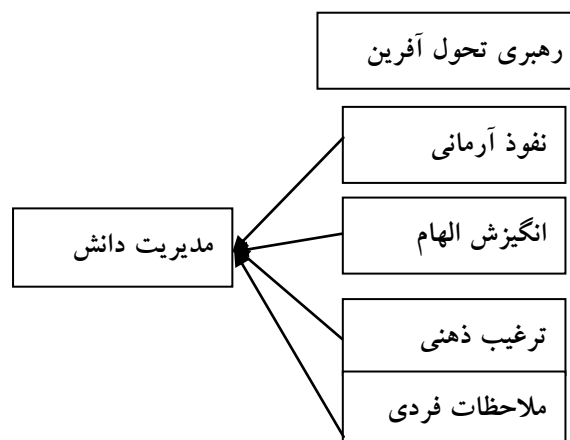 رهبری تحول آفرین
نفوذ آرمانی
انگیزش الهام
مدیریت دانش
ترغیب ذهنی
ملاحظات فردی